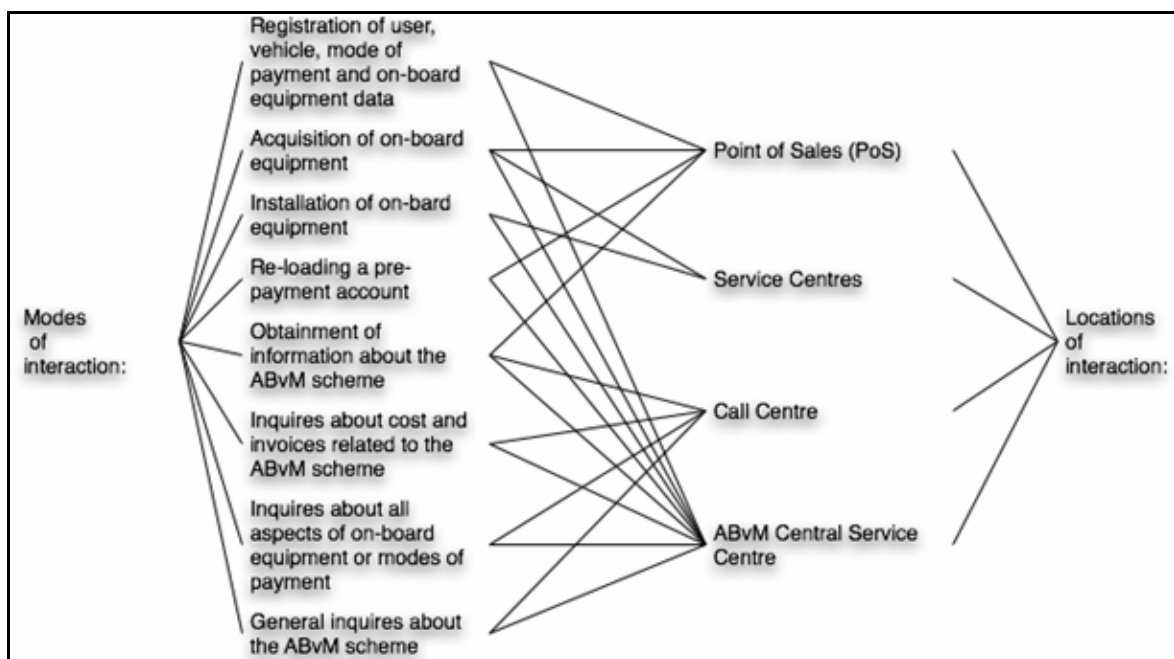 Registration of user,
vehicle, mode of
payment and on-board
equipment data
Acquisition of on-board
equipment
Installation of on-bard
equipment
Re-loading a pre-
payment account
Modes
of
interaction:
Obtainment of
information about the
ABvM scheme
Inquires about cost and
invoices related to the
ABvM scheme
Inquires about all
aspects of on-board
equipment or modes of
payment
General inquires about
the ABvM scheme
Point of Sales (PoS)
Service Centres
Call Centre
ABvM Central Service
Centre
Locations
of
interaction: